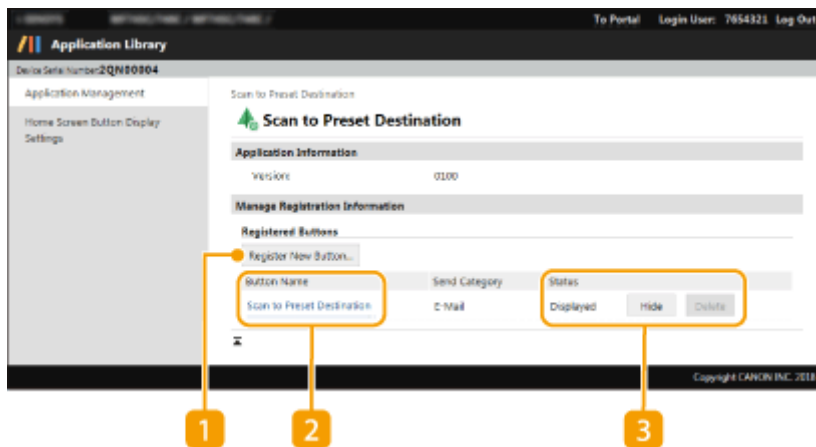 To Portal Login User: 7654321 Log Out
Application Library
Device Serial Number:2QN00004
Application Management
Home Screen Button Display
Settings
Scan to Preset Destination
Scan to Preset Destination
Application Information
Version: 0100
Manage Registration Information
Registered Buttons
Register New Button...
Button Name Send Category Status
Scan to Preset Destination E-Mail Displayed Hide Delete
Copyright CANON INC. 2018
1 2 3